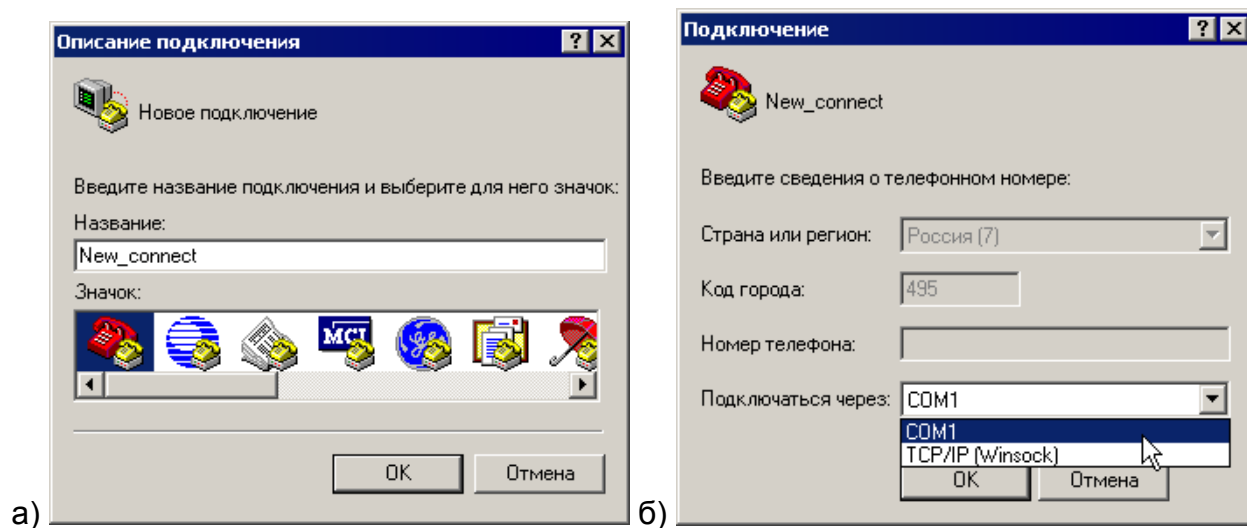 Описание подключения
Новое подключение
Введите название подключения и выберите для него значок:
Название:
New_connect
Значок:
MCI
OK
Отмена
а)
Подключение
New_connect
Введите сведения о телефонном номере:
Страна или регион:
Россия (7)
Код города:
495
Номер телефона:
Подключаться через:
COM1
COM1
TCP/IP (Winsock)
OK
Отмена
б)